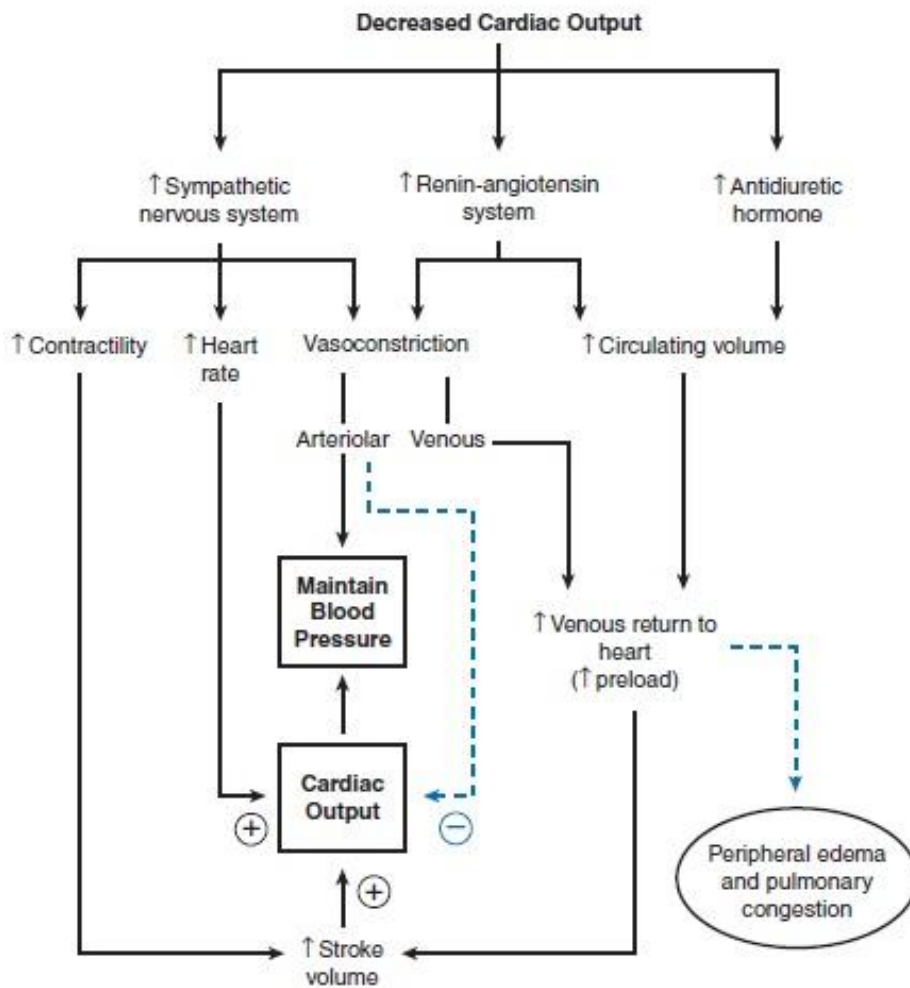 Decreased Cardiac Output
↑Sympathetic
nervous system
↑Renin-angiotensin
system
↑Antidiuretic
hormone
↑Contractility
↑Heart
rate
Vasoconstriction
↑Circulating volume
Arteriolar
Venous
Maintain
Blood
Pressure
↑Venous return to
heart
(↑preload)
Cardiac
Output
+
−
Peripheral edema
and pulmonary
congestion
+
↑Stroke
volume